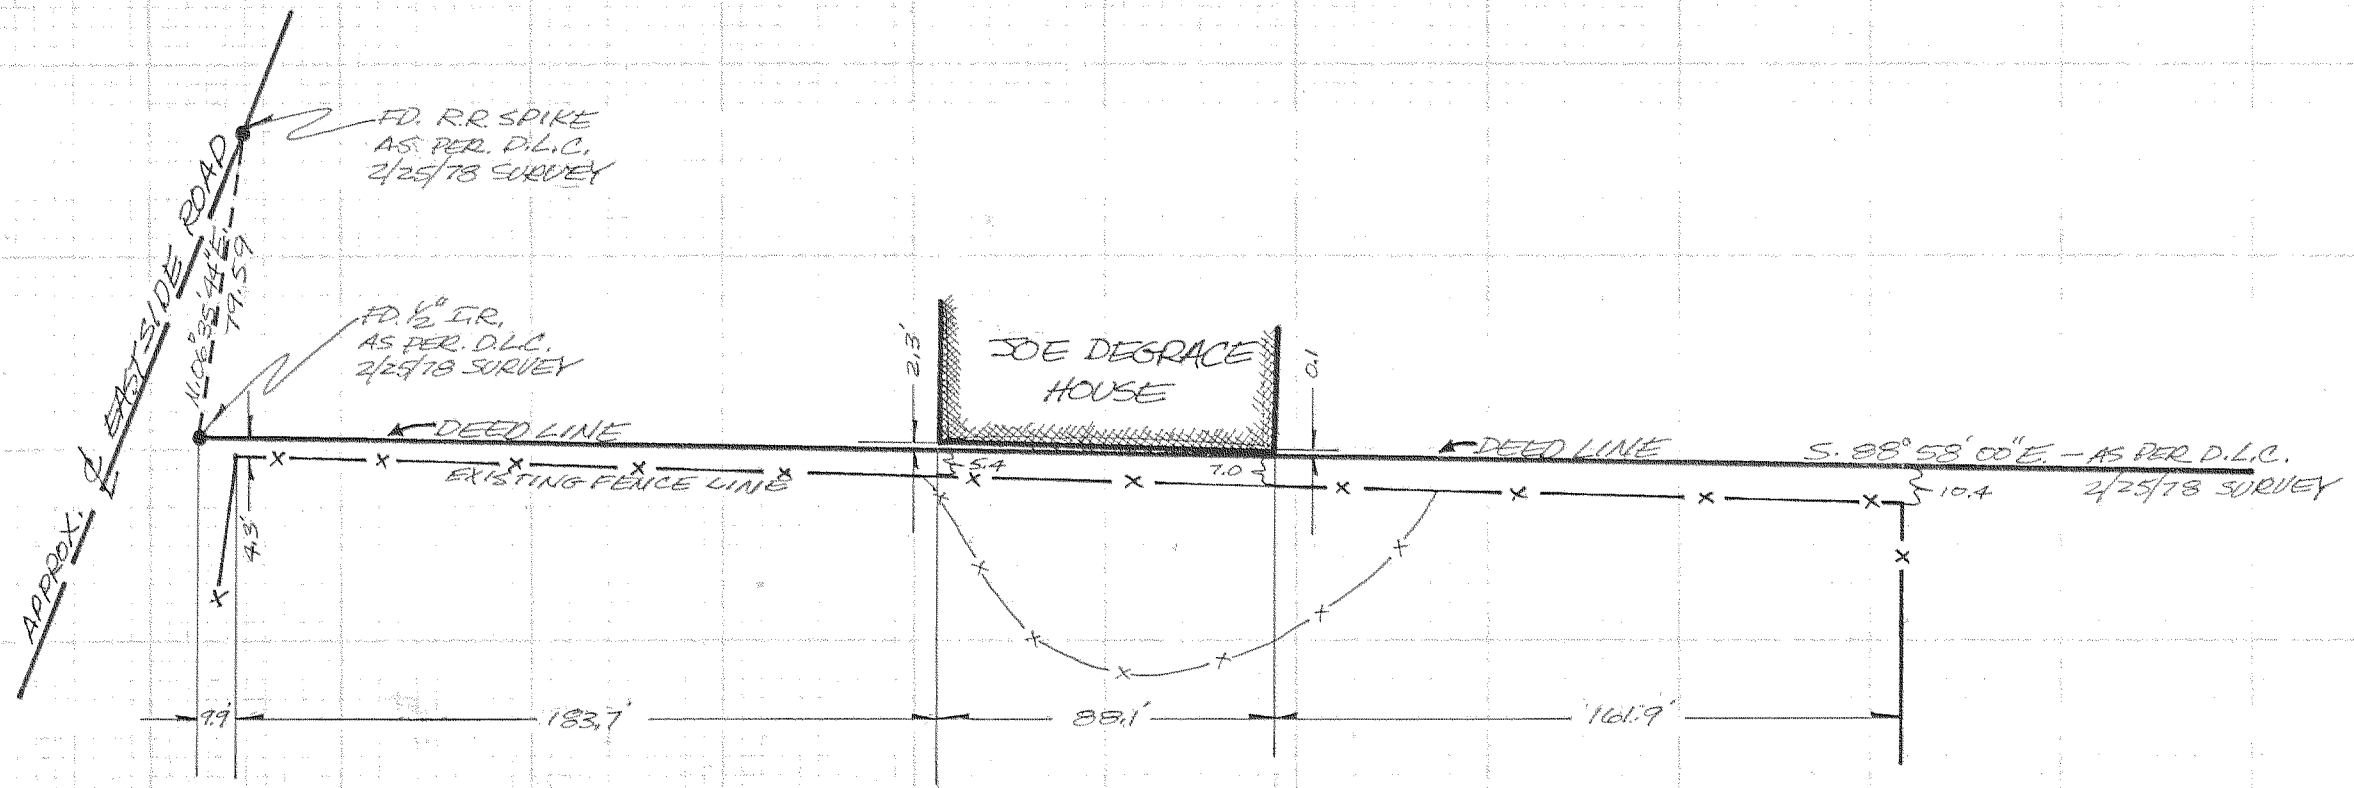 FD. R.R. SPIKE
AS PER. D.L.C.
2/25/78 SURVEY
APPROX. ℄ EAST SIDE ROAD
N.06°35'44"E.
79.59
FD. 1/2" I.R.
AS PER. D.L.C.
2/25/78 SURVEY
2.3'
JOE DEGRACE
HOUSE
0.1
DEED LINE
DEED LINE
S. 88° 58' 00" E. - AS PER D.L.C.
2/25/78 SURVEY
EXISTING FENCE LINE
5.4
7.0
10.4
4.3'
9.9'
183.7'
88.1'
161.9'